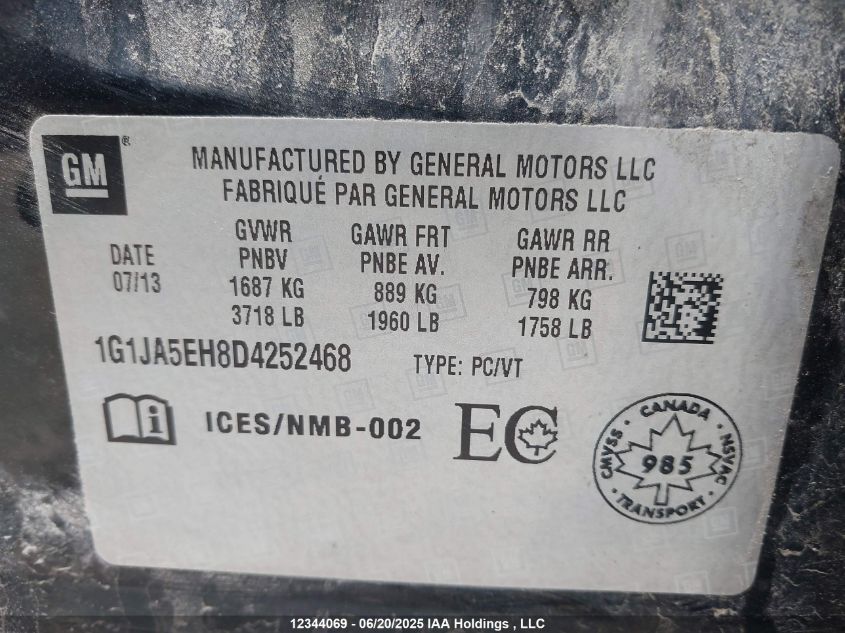 GM ®
MANUFACTURED BY GENERAL MOTORS LLC
FABRIQUÉ PAR GENERAL MOTORS LLC
DATE
07/13
GVWR
PNBV
1687 KG
3718 LB
GAWR FRT
PNBE AV.
889 KG
1960 LB
GAWR RR
PNBE ARR.
798 KG
1758 LB
1G1JA5EH8D4252468
TYPE: PC/VT
ICES/NMB-002
EC
CANADA
CMVSS
NSVAC
985
TRANSPORT
12344069 - 06/20/2025 IAA Holdings , LLC